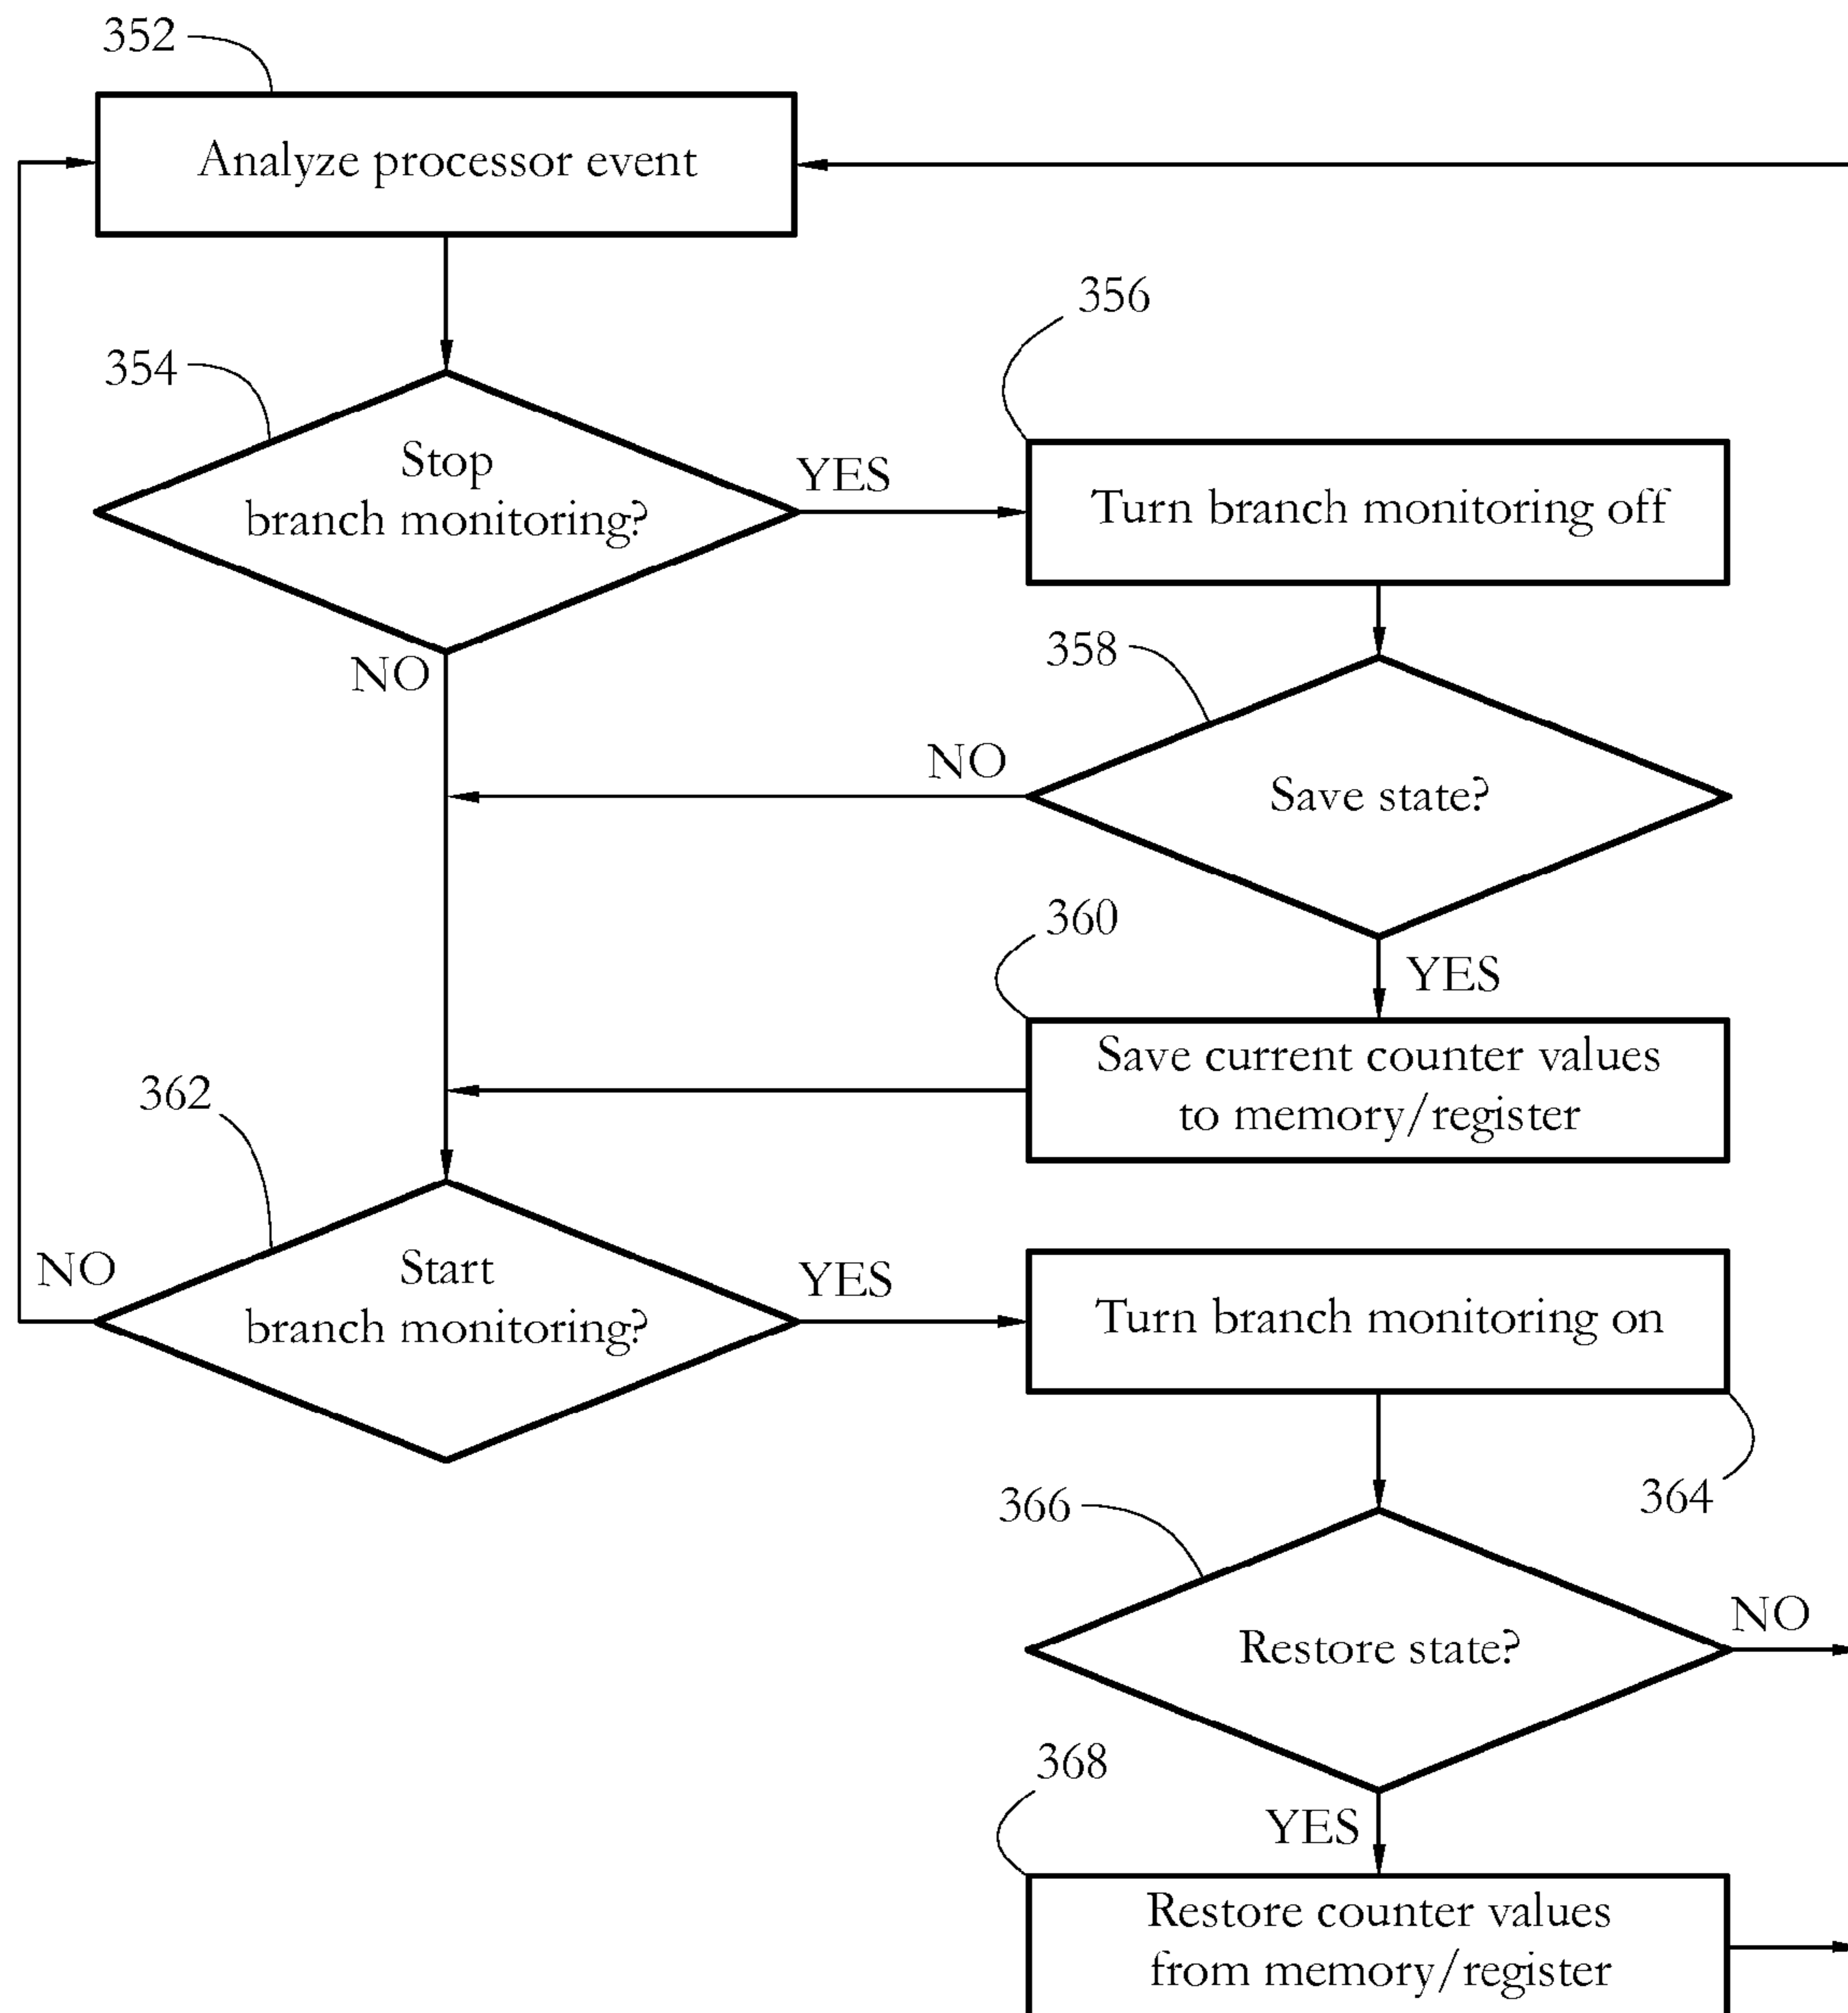 352
Analyze processor event
354
Stop
branch monitoring?
YES
NO
356
Turn branch monitoring off
358
Save state?
NO
YES
360
Save current counter values
to memory/register
362
Start
branch monitoring?
NO
YES
Turn branch monitoring on
364
366
Restore state?
NO
YES
368
Restore counter values
from memory/register